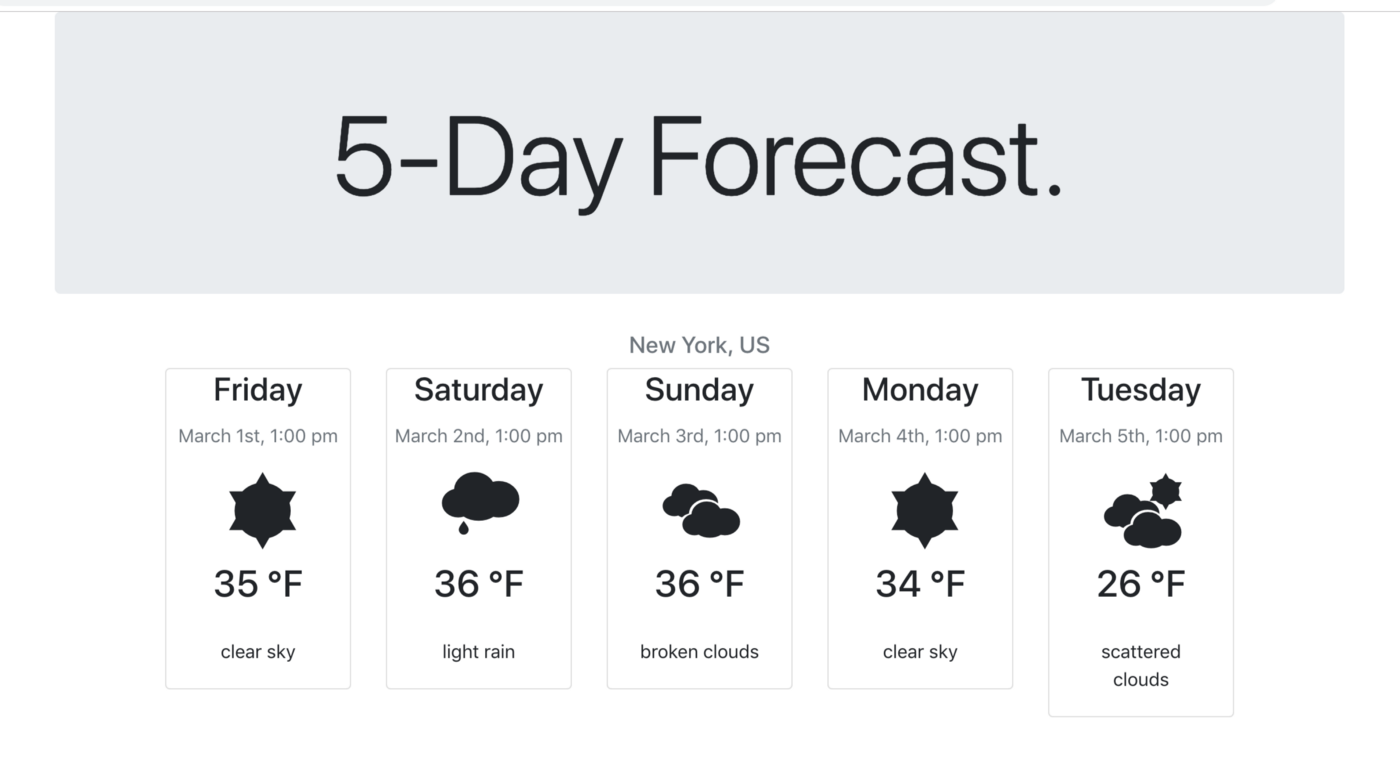 5-Day Forecast.
New York, US
Friday
March 1st, 1:00 pm
35 °F
clear sky
Saturday
March 2nd, 1:00 pm
36 °F
light rain
Sunday
March 3rd, 1:00 pm
36 °F
broken clouds
Monday
March 4th, 1:00 pm
34 °F
clear sky
Tuesday
March 5th, 1:00 pm
26 °F
scattered
clouds